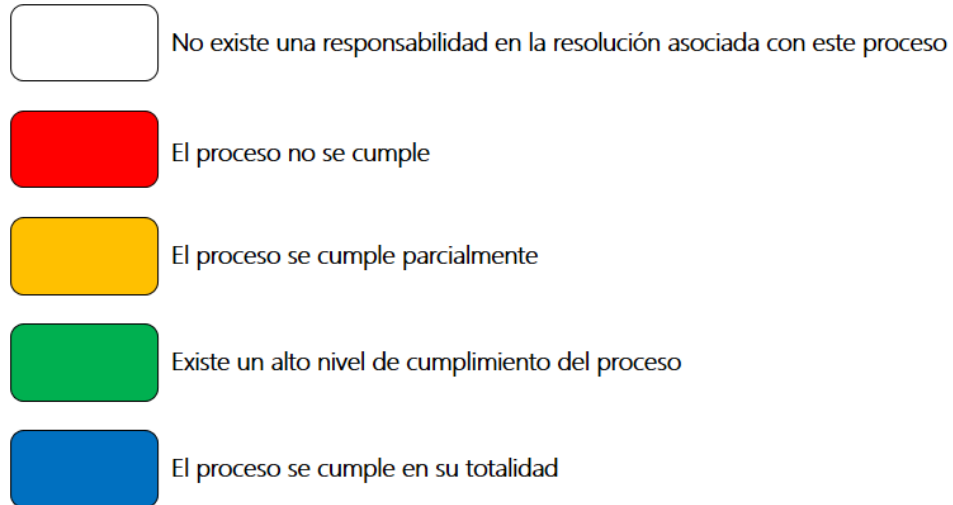 No existe una responsabilidad en la resolución asociada con este proceso
El proceso no se cumple
El proceso se cumple parcialmente
Existe un alto nivel de cumplimiento del proceso
El proceso se cumple en su totalidad